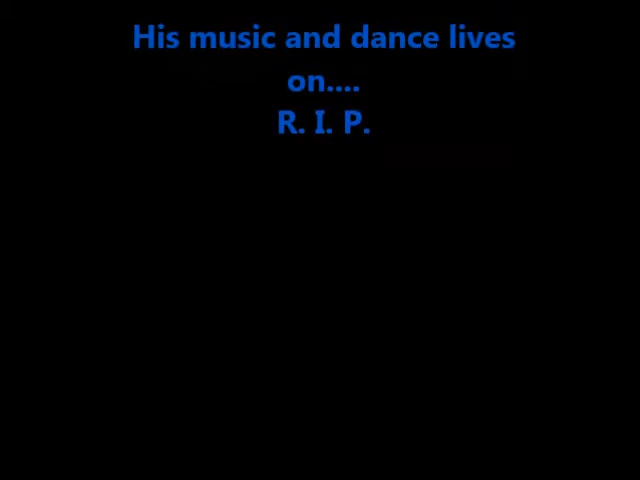 His music and dance lives
on....
R. I. P.